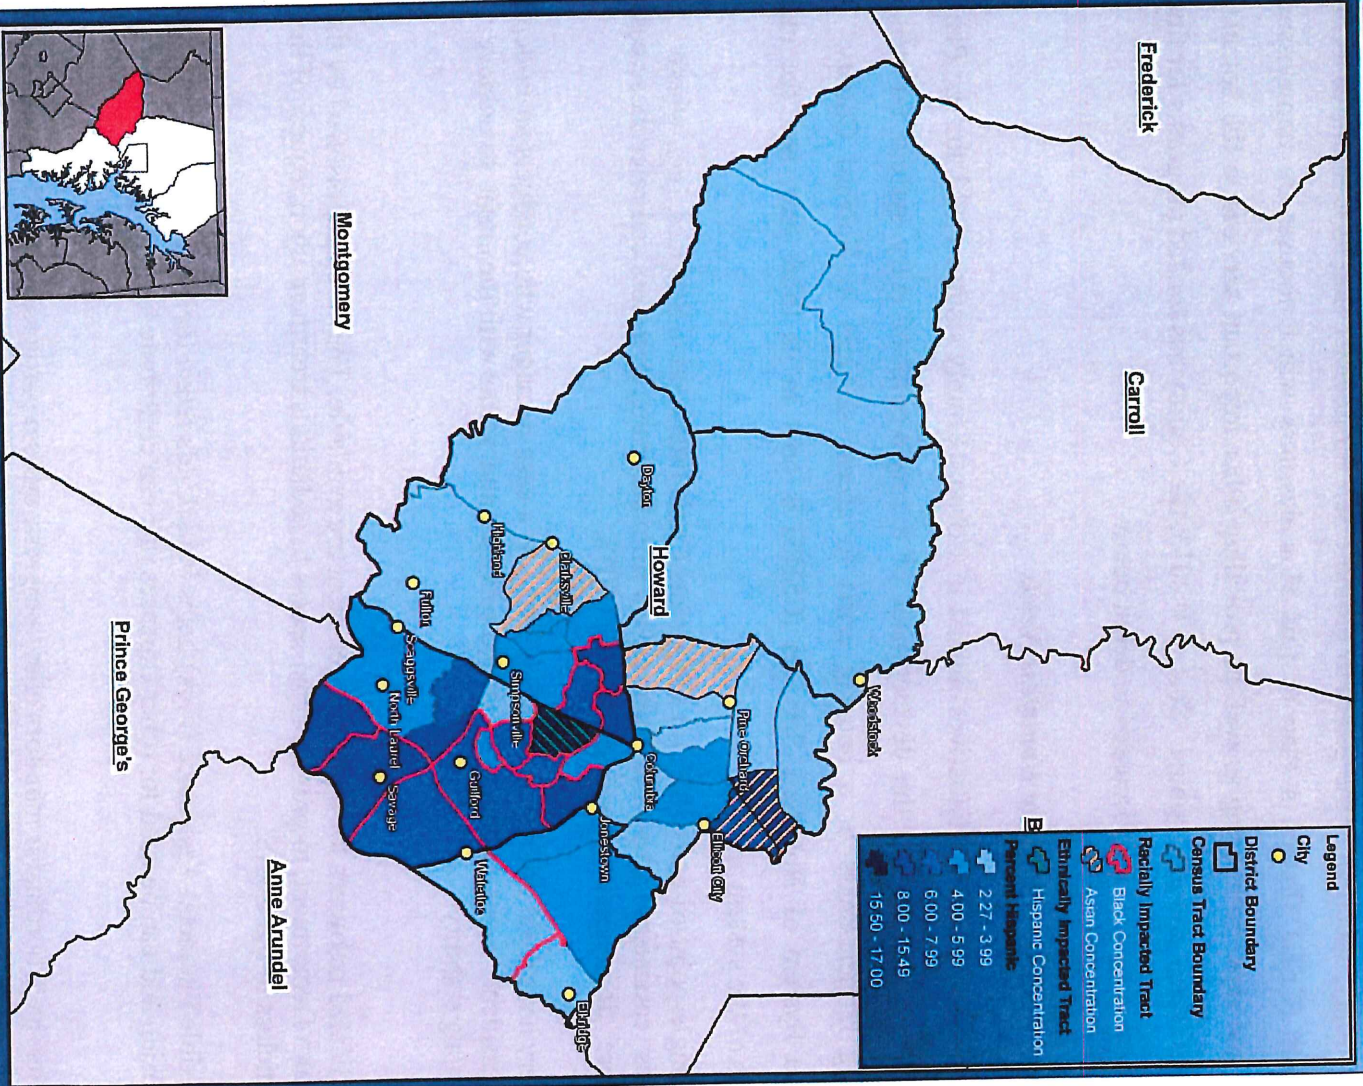 Frederick
Carroll
B
Montgomery
Howard
Prince George's
Anne Arundel
Woodstock
Dayton
Pine Orchard
Ellicott City
Clarksville
Columbia
Highland
Jonestown
Simpsonville
Fulton
Scaggsville
Guilford
Waterloo
North Laurel
Savage
Elkridge
Legend
City
District Boundary
Census Tract Boundary
Racially Impacted Tract
Black Concentration
Asian Concentration
Ethnically Impacted Tract
Hispanic Concentration
Percent Hispanic
2.27 - 3.99
4.00 - 5.99
6.00 - 7.99
8.00 - 15.49
15.50 - 17.00